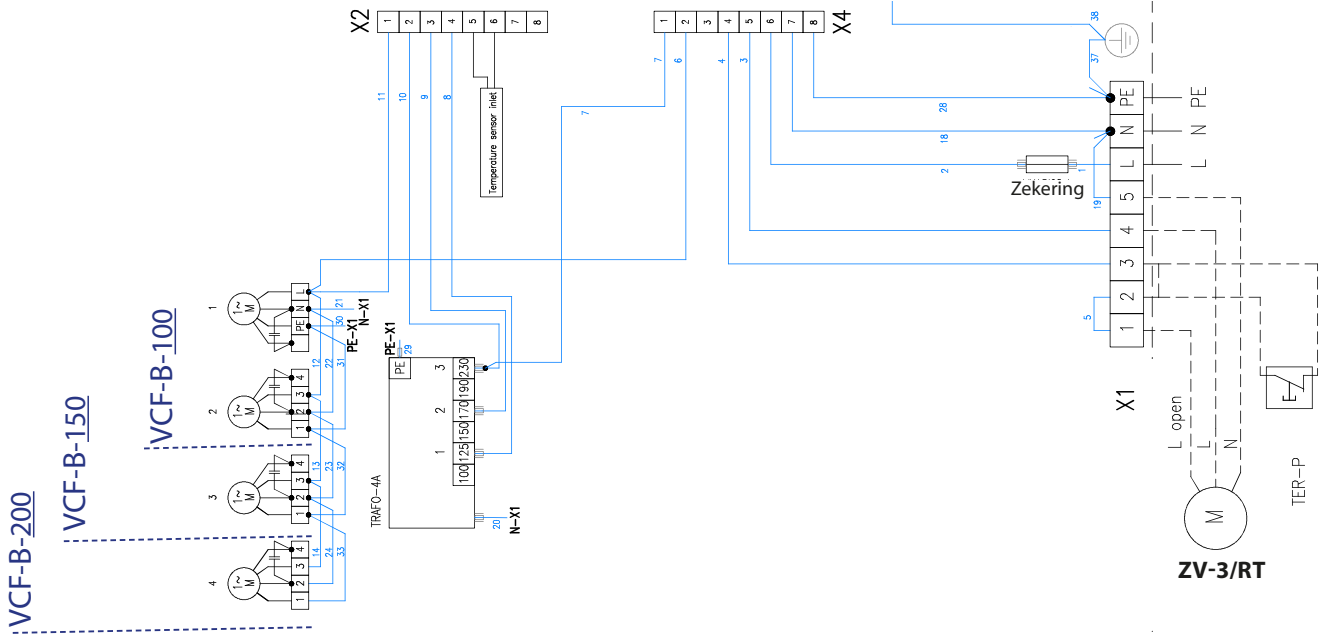 X2
1 2 3 4 5 6 7 8
11
10
9
8
Temperature sensor inlet
X4
1 2 3 4 5 6 7 8
7
6
4
3
7
2
18
28
38
37
1
19
5
Zekering
PE
N
L
5
4
3
2
1
PE
N
L
X1
VCF-B-200
VCF-B-150
VCF-B-100
1
1~
M
PE N L
21
N-X1
30
PE-X1
12
22
31
2
1~
M
1 2 3 4
13
23
32
3
1~
M
1 2 3 4
14
24
33
4
1~
M
1 2 3 4
TRAFO-4A
PE-X1
29
PE
1 2 3
100 125 150 170 190 230
20
N-X1
L open
L
N
M
ZV-3/RT
TER-P